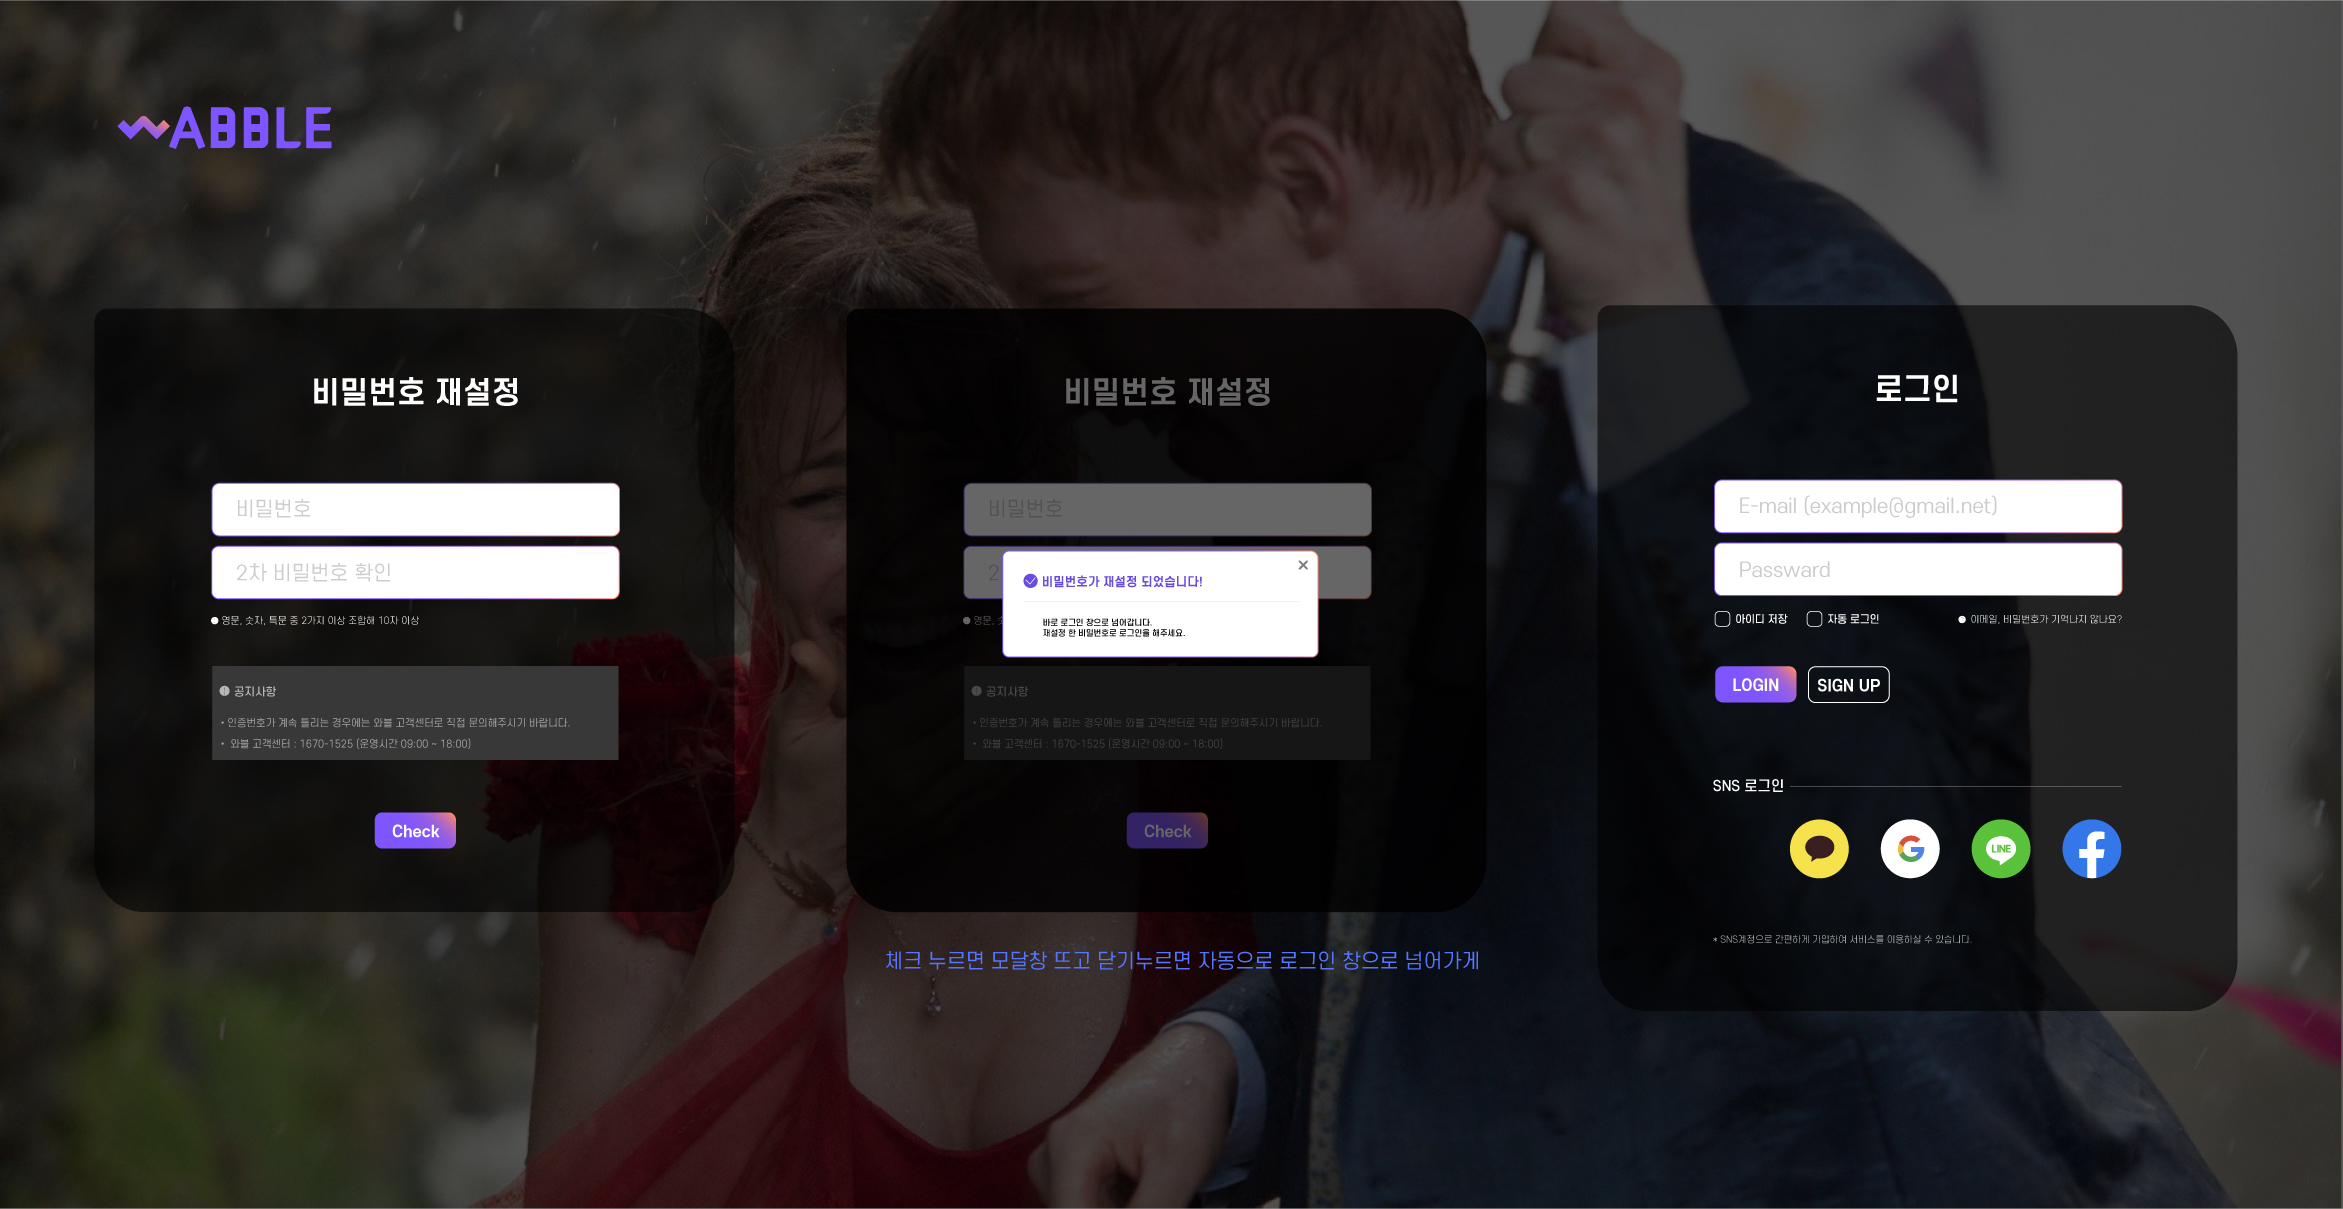 WABBLE
비밀번호 재설정
비밀번호
2차 비밀번호 확인
영문, 숫자, 특문 중 2가지 이상 조합해 10자 이상
공지사항
• 인증번호가 계속 틀리는 경우에는 와블 고객센터로 직접 문의해주시기 바랍니다.
• 와블 고객센터 : 1670-1525 (운영시간 09:00 ~ 18:00)
Check
비밀번호 재설정
비밀번호
2
비밀번호가 재설정 되었습니다!
바로 로그인 창으로 넘어갑니다.
재설정 한 비밀번호로 로그인을 해주세요.
영문,
공지사항
• 인증번호가 계속 틀리는 경우에는 와블 고객센터로 직접 문의해주시기 바랍니다.
• 와블 고객센터 : 1670-1525 (운영시간 09:00 ~ 18:00)
Check
체크 누르면 모달창 뜨고 닫기누르면 자동으로 로그인 창으로 넘어가게
로그인
E-mail (example@gmail.net)
Passward
아이디 저장 자동 로그인 이메일, 비밀번호가 기억나지 않나요?
LOGIN SIGN UP
SNS 로그인
LINE
* SNS계정으로 간편하게 가입하여 서비스를 이용하실 수 있습니다.